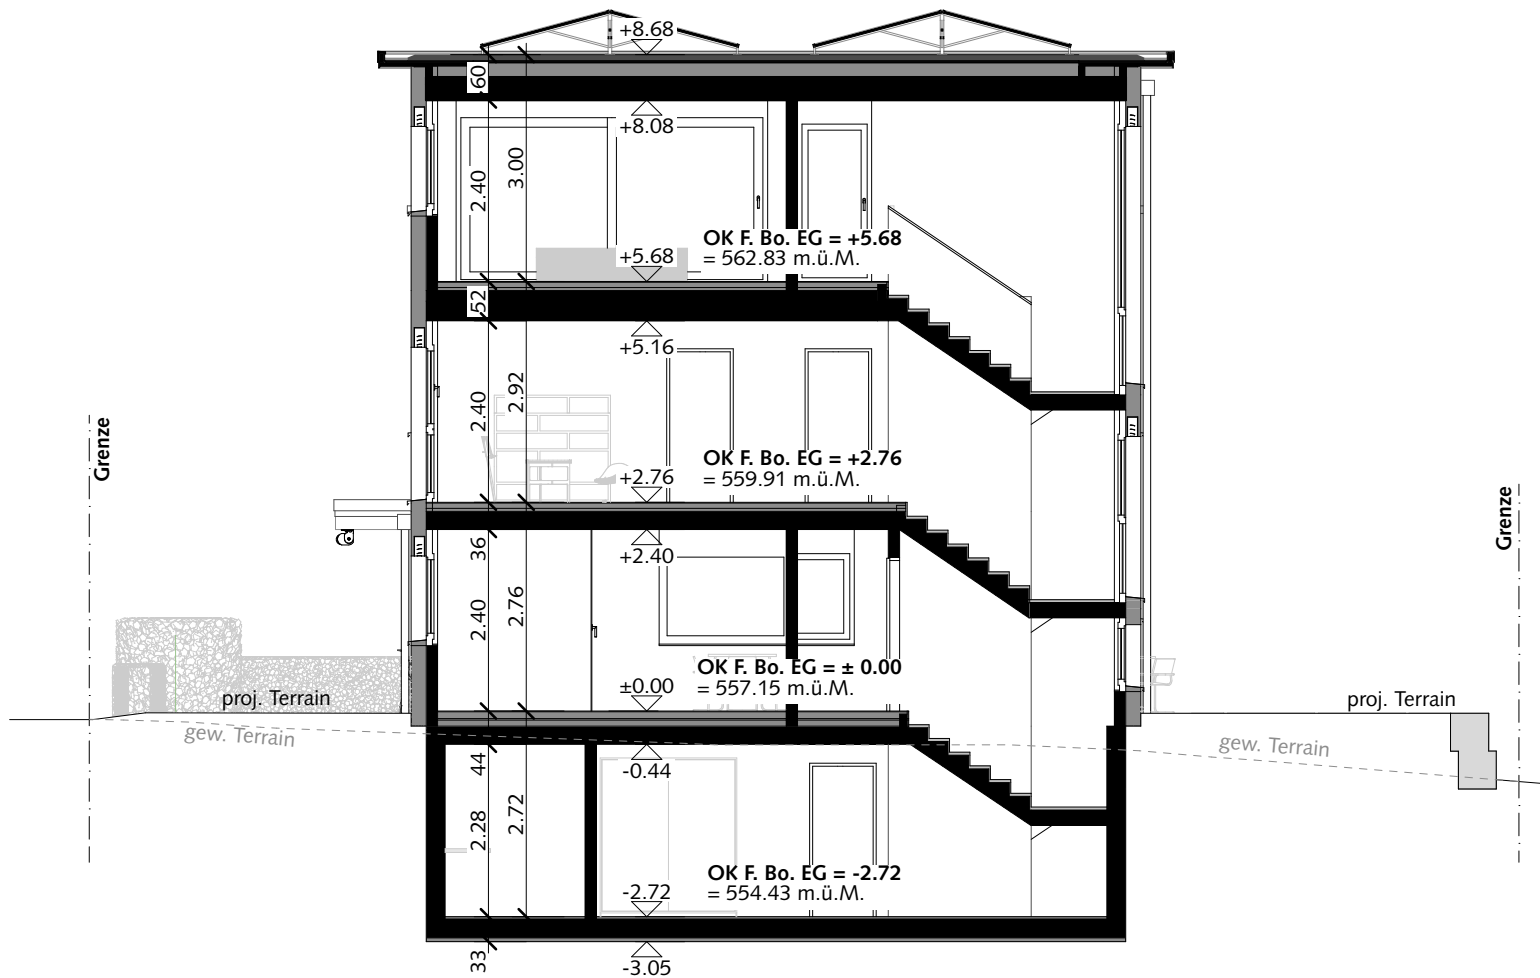 +8.68
60
+8.08
2.40
3.00
OK F. Bo. EG = +5.68
= 562.83 m.ü.M.
+5.68
52
+5.16
2.40
2.92
Grenze
OK F. Bo. EG = +2.76
= 559.91 m.ü.M.
+2.76
Grenze
36
+2.40
2.40
2.76
OK F. Bo. EG = ± 0.00
= 557.15 m.ü.M.
±0.00
proj. Terrain
proj. Terrain
gew. Terrain
gew. Terrain
44
-0.44
2.28
2.72
OK F. Bo. EG = -2.72
= 554.43 m.ü.M.
-2.72
33
-3.05